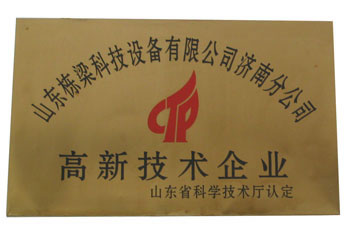 山东栋梁科技设备有限公司济南分公司
CTP
高新技术企业
山东省科学技术厅认定